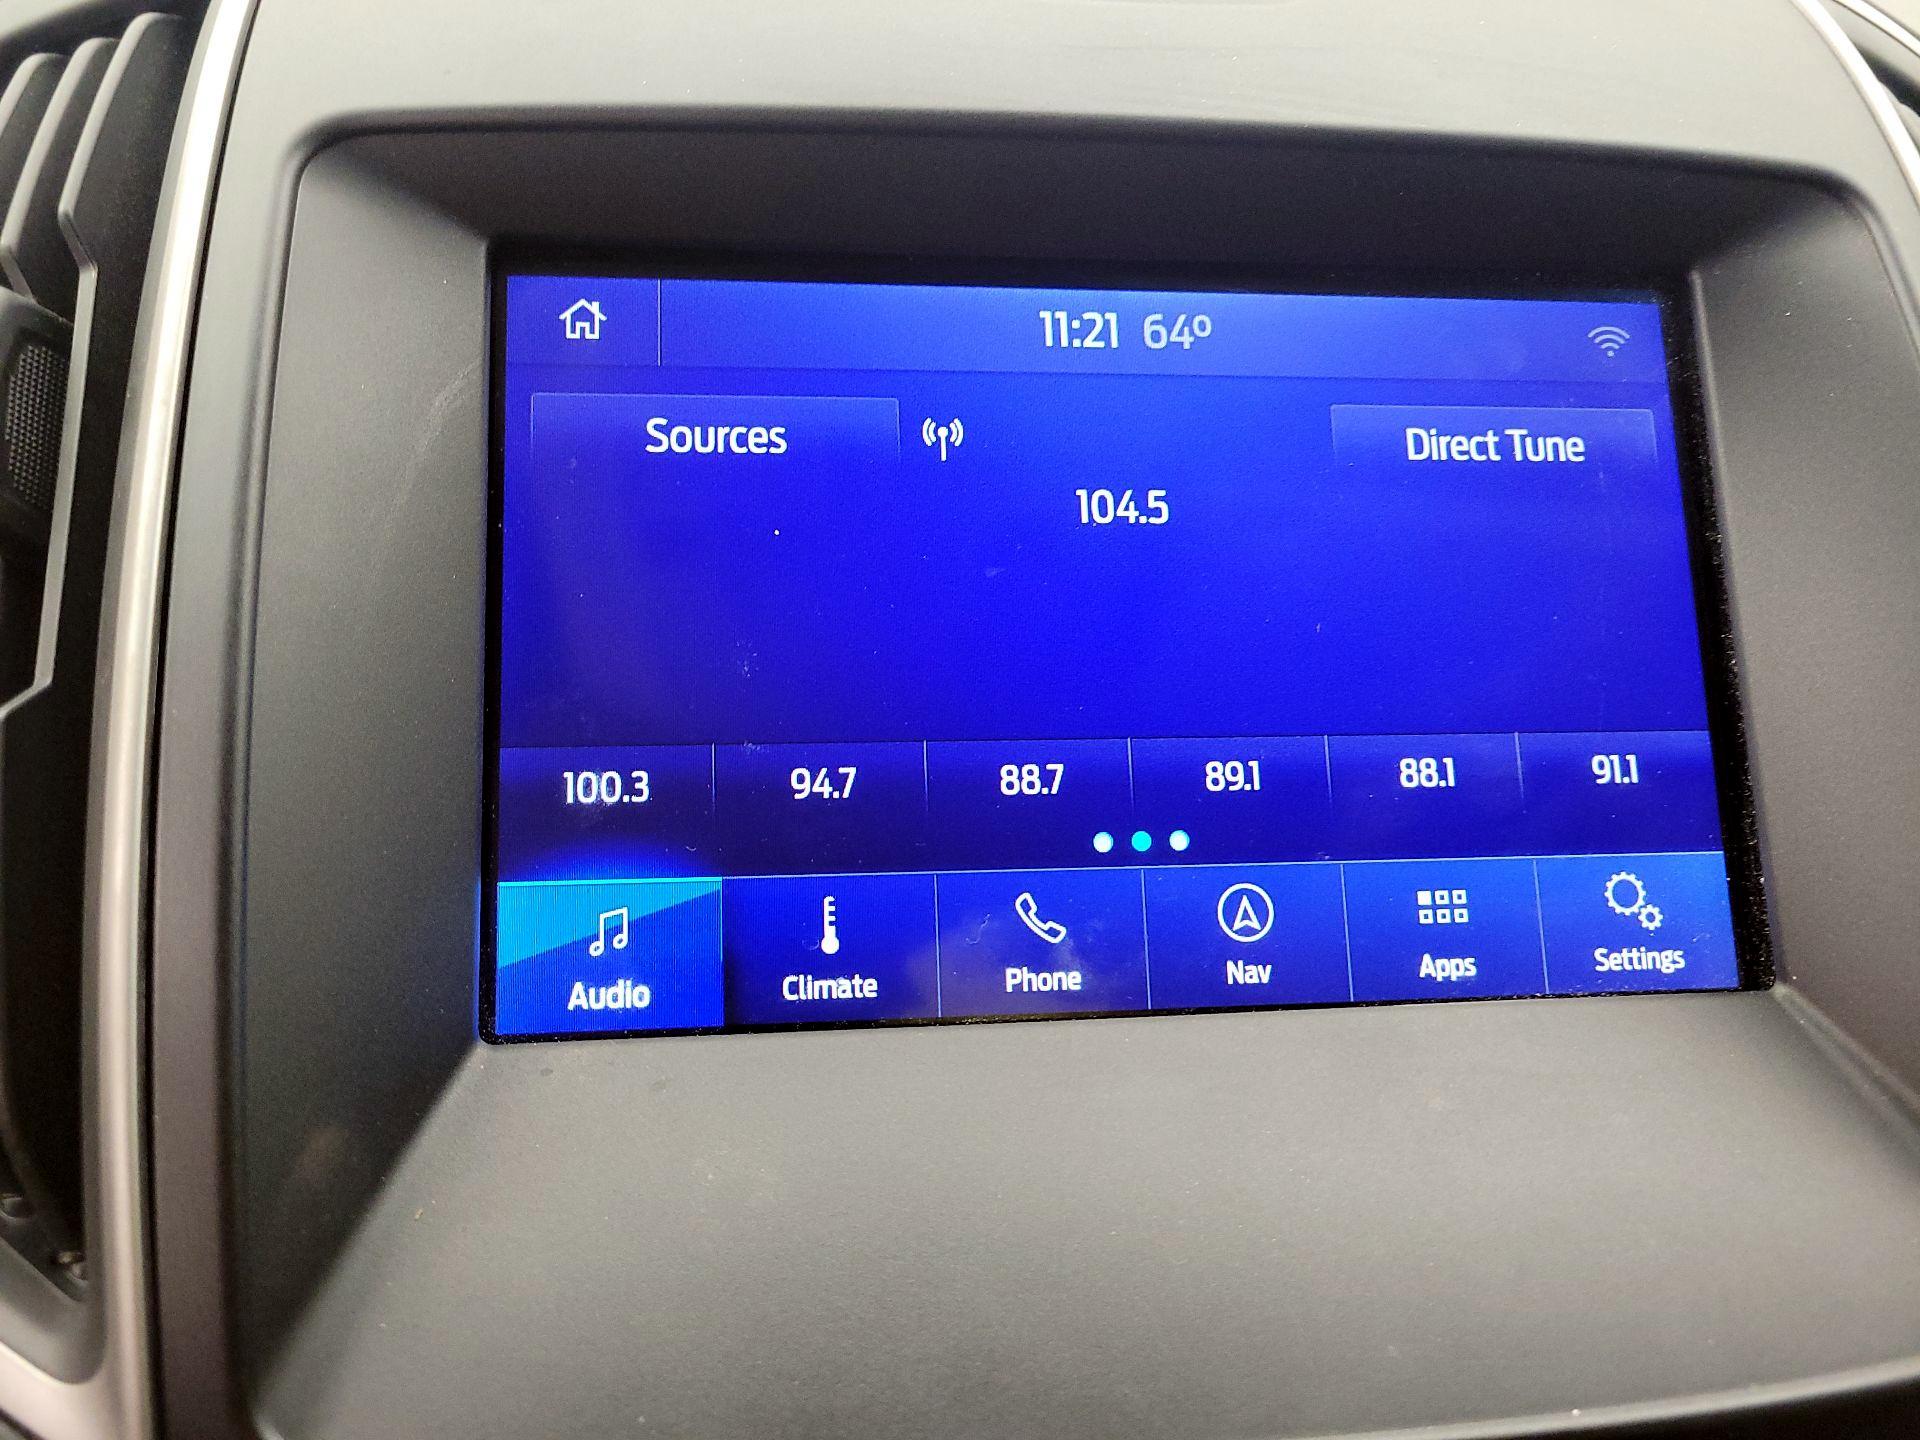 11:21 64°
Sources
Direct Tune
104.5
100.3 94.7 88.7 89.1 88.1 91.1
Audio Climate Phone Nav Apps Settings